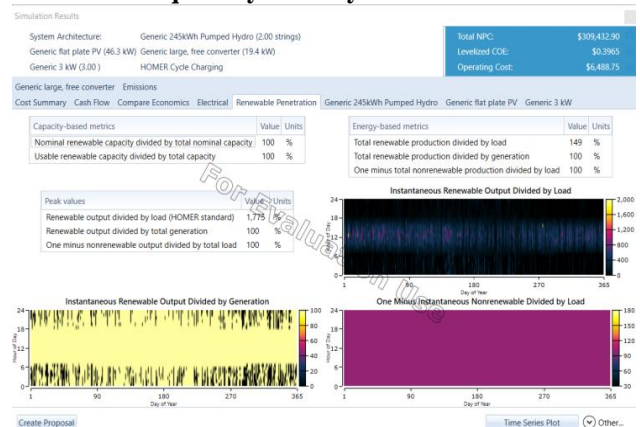 Simulation Results
System Architecture: Generic 245kWh Pumped Hydro (2.00 strings)
Generic flat plate PV (46.3 kW) Generic large, free converter (19.4 kW)
Generic 3 kW (3.00 ) HOMER Cycle Charging
Total NPC: $309,432.90
Levelized COE: $0.3965
Operating Cost: $6,488.75
Generic large, free converter Emissions
Cost Summary Cash Flow Compare Economics Electrical Renewable Penetration Generic 245kWh Pumped Hydro Generic flat plate PV Generic 3 kW
Capacity-based metrics Value Units
Nominal renewable capacity divided by total nominal capacity 100 %
Usable renewable capacity divided by total capacity 100 %
Energy-based metrics Value Units
Total renewable production divided by load 149 %
Total renewable production divided by generation 100 %
One minus total nonrenewable production divided by load 100 %
Peak values Value Units
Renewable output divided by load (HOMER standard) 1,775 %
Renewable output divided by total generation 100 %
One minus nonrenewable output divided by total load 100 %
For Evaluation Use
Instantaneous Renewable Output Divided by Load
24
18
12
6
0
1 90 180 270 365
Day of Year
2,000
1,600
1,200
800
400
0
Instantaneous Renewable Output Divided by Generation
Hour of Day
24
18
12
6
0
1 90 180 270 365
Day of Year
100
80
60
40
20
0
One Minus Instantaneous Nonrenewable Divided by Load
Hour of Day
24
18
12
6
0
1 90 180 270 365
Day of Year
180
150
120
90
60
30
Create Proposal
Time Series Plot
Other...